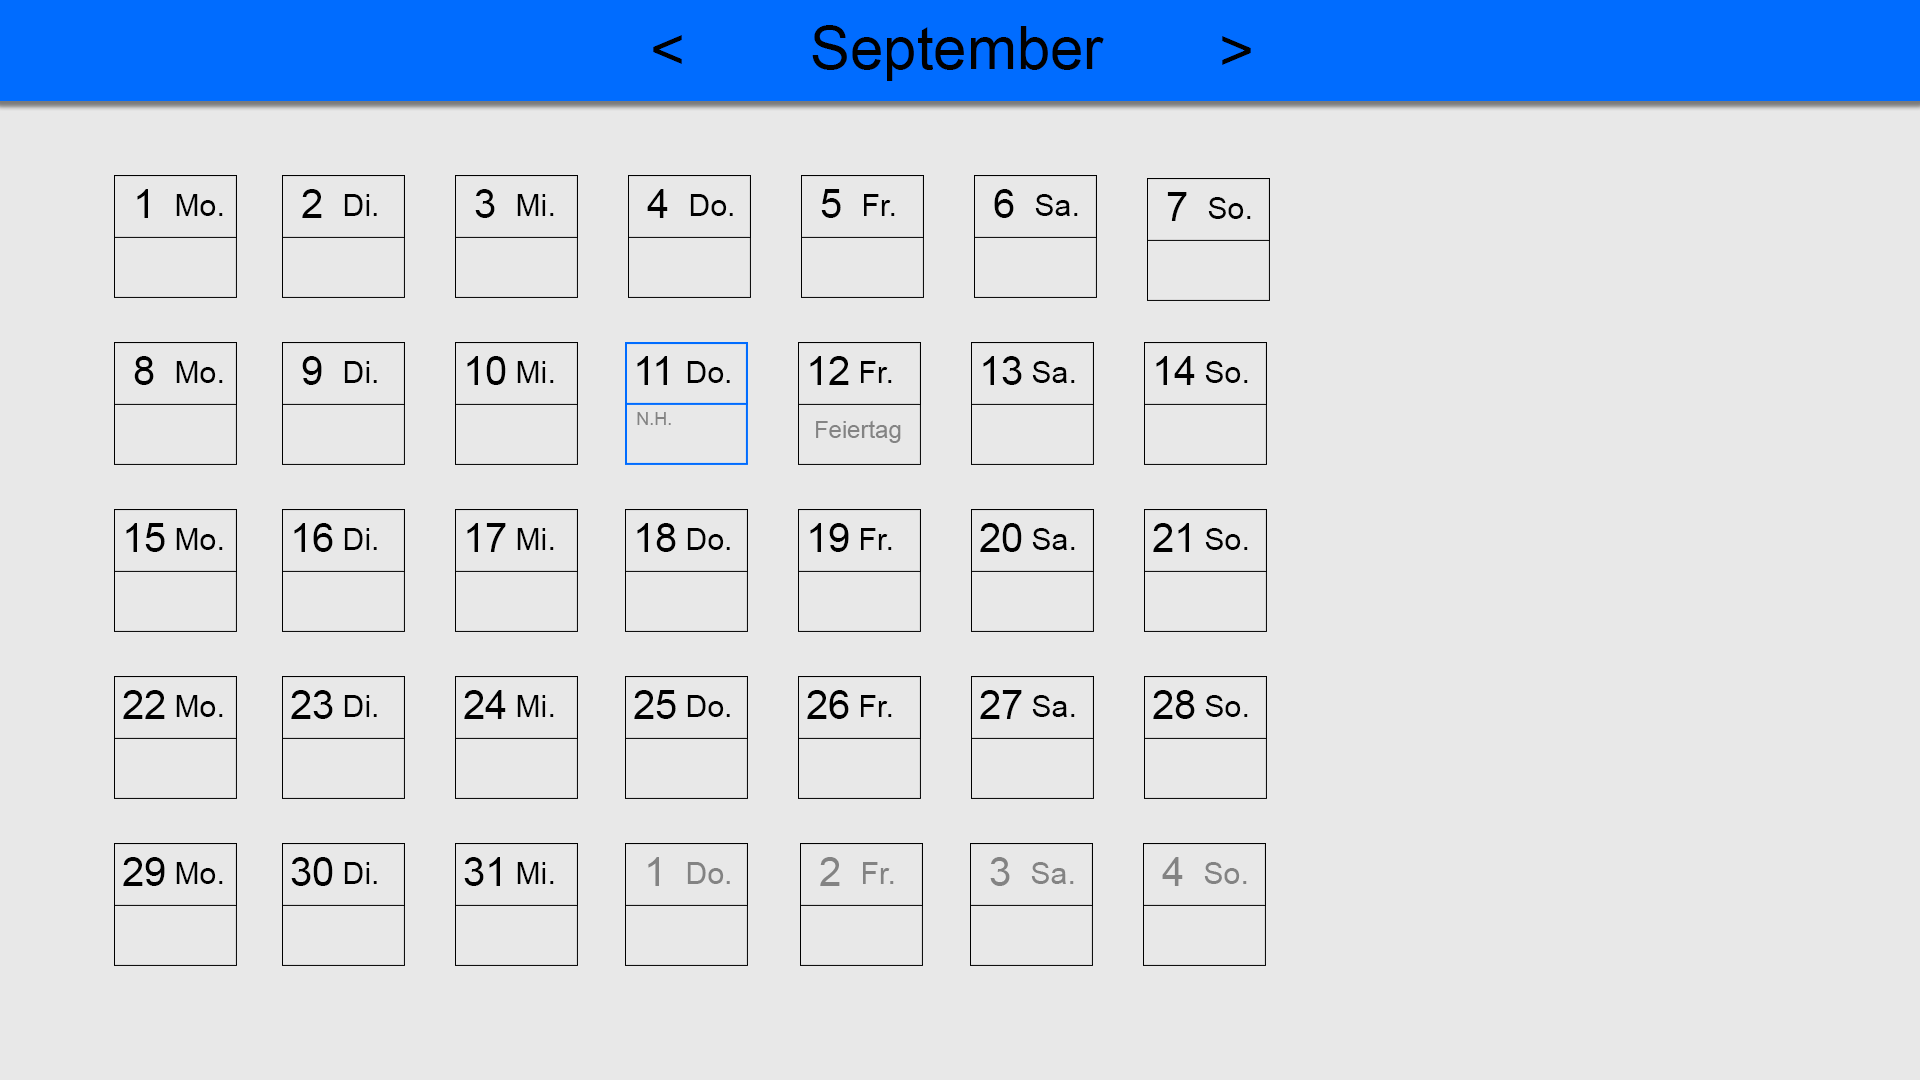 < September >
1 Mo. 2 Di. 3 Mi. 4 Do. 5 Fr. 6 Sa. 7 So.
8 Mo. 9 Di. 10 Mi. 11 Do. 12 Fr. 13 Sa. 14 So.
N.H. Feiertag
15 Mo. 16 Di. 17 Mi. 18 Do. 19 Fr. 20 Sa. 21 So.
22 Mo. 23 Di. 24 Mi. 25 Do. 26 Fr. 27 Sa. 28 So.
29 Mo. 30 Di. 31 Mi. 1 Do. 2 Fr. 3 Sa. 4 So.